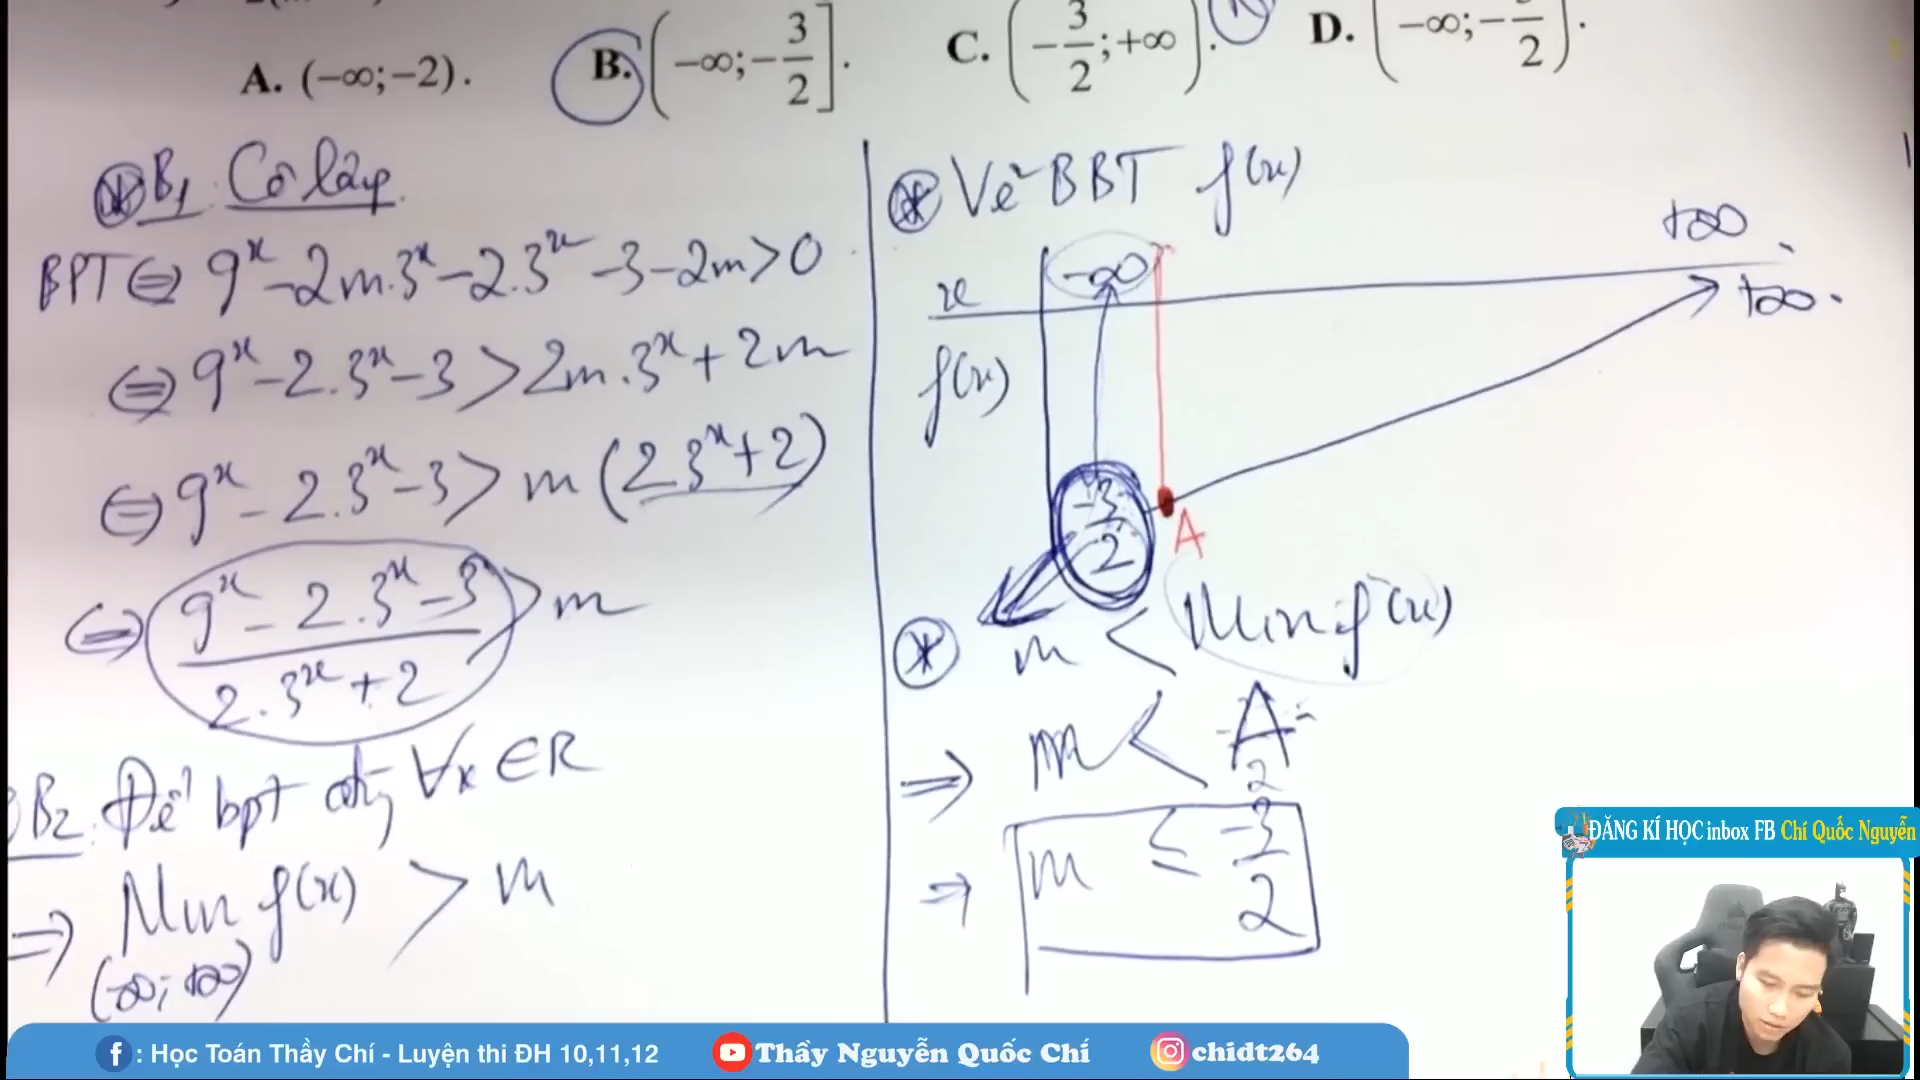 A. (−∞;−2). B. (−∞;−3/2]. C. (−3/2;+∞). D. (−∞;−3/2).
⊛ B1 Cô lập
BPT ⇔ 9^x − 2m.3^x − 2.3^x − 3 − 2m > 0
⇔ 9^x − 2.3^x − 3 > 2m.3^x + 2m
⇔ 9^x − 2.3^x − 3 > m (2.3^x + 2)
⇔ (9^x − 2.3^x − 3)/(2.3^x + 2) > m
B2. Để bpt ∀x ∈ R
⇒ Min f(x) > m
(−∞; +∞)
⊛ Vẽ BBT f(x)
x −∞ +∞
f(x) −3/2 +∞
A
⊛ m < Min f(x)
⇒ m < A
2
⇒ m ≤ −3/2
ĐĂNG KÍ HỌC inbox FB Chí Quốc Nguyễn
: Học Toán Thầy Chí - Luyện thi ĐH 10,11,12 Thầy Nguyễn Quốc Chí chidt264